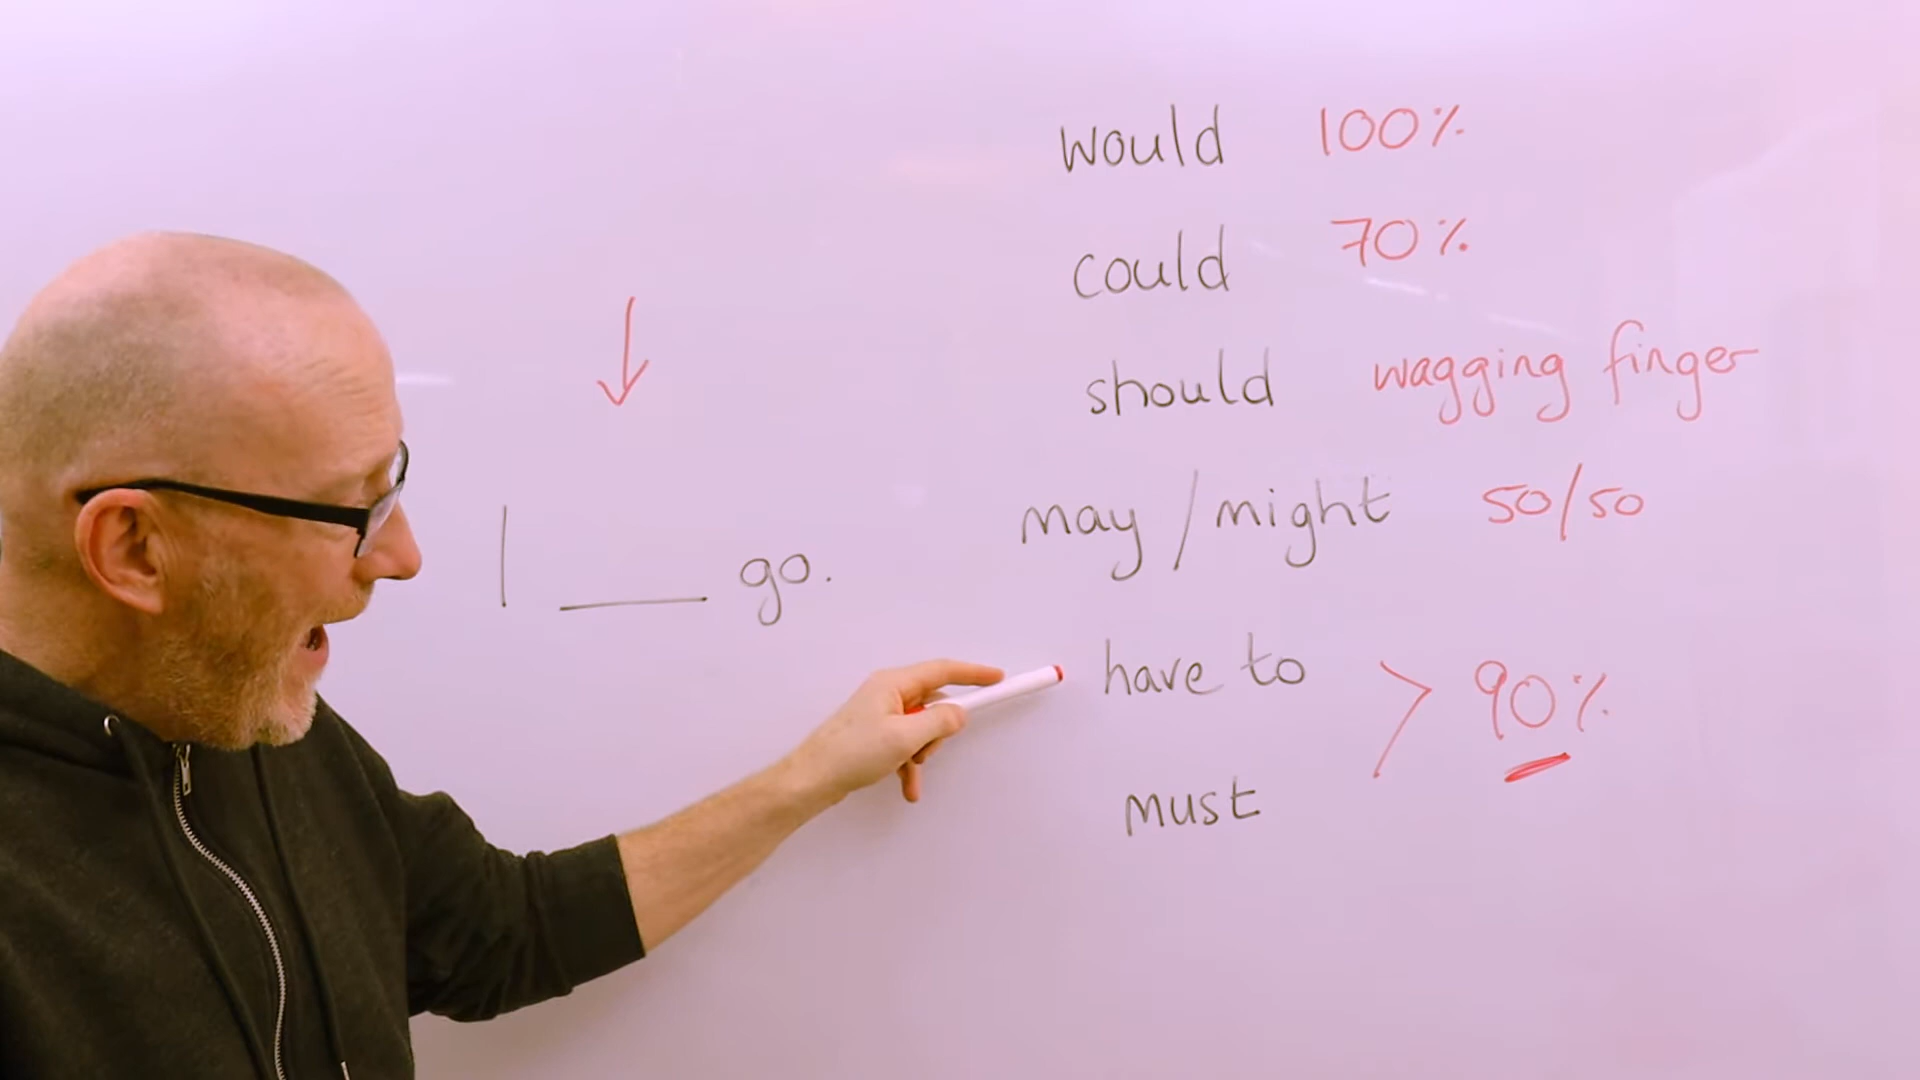 would 100%
could 70%
should wagging finger
may/might 50/50
I ___ go.
have to > 90%
must